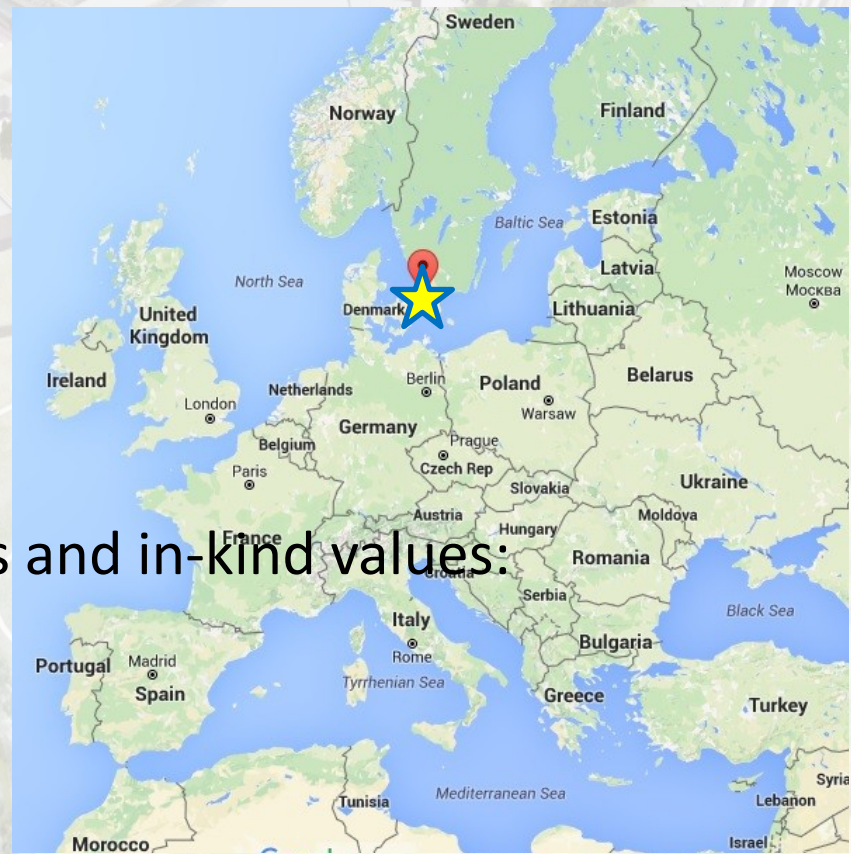 Sweden
Norway
Finland
Baltic Sea
Estonia
North Sea
Latvia
Moscow
Москва
Denmark
Lithuania
United
Kingdom
Ireland
Netherlands
Berlin
Poland
Belarus
London
Warsaw
Germany
Belgium
Prague
Paris
Czech Rep
Ukraine
Slovakia
Austria
Moldova
Hungary
France
s and in-kind values:
Romania
Croatia
Serbia
Italy
Black Sea
Bulgaria
Rome
Portugal
Madrid
Tyrrhenian Sea
Spain
Greece
Turkey
Syria
Tunisia
Mediterranean Sea
Lebanon
Morocco
Israel